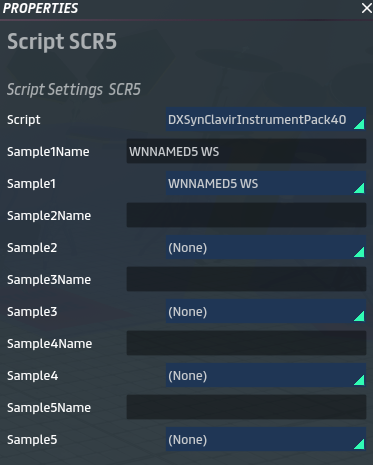 PROPERTIES
Script SCR5
Script Settings SCR5
Script DXSynClavirInstrumentPack40
Sample1Name WNNAMED5 WS
Sample1 WNNAMED5 WS
Sample2Name
Sample2 (None)
Sample3Name
Sample3 (None)
Sample4Name
Sample4 (None)
Sample5Name
Sample5 (None)